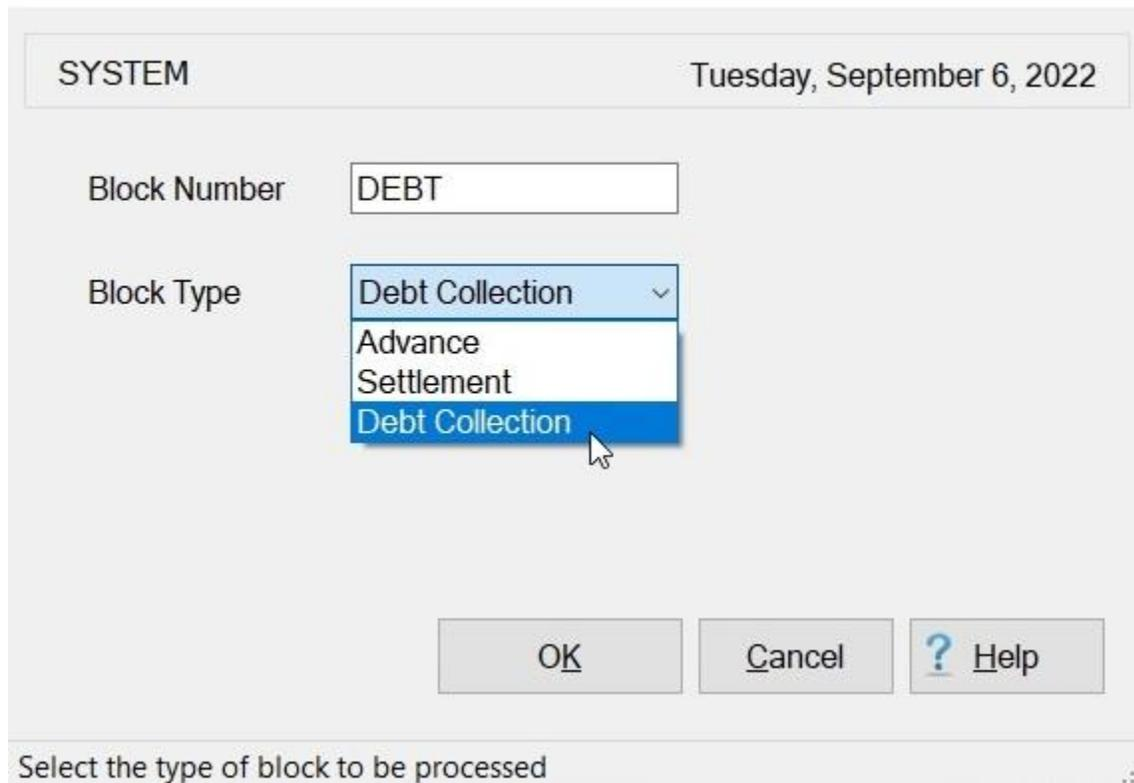 SYSTEM Tuesday, September 6, 2022
Block Number DEBT
Block Type Debt Collection
Advance
Settlement
Debt Collection
OK Cancel ? Help
Select the type of block to be processed